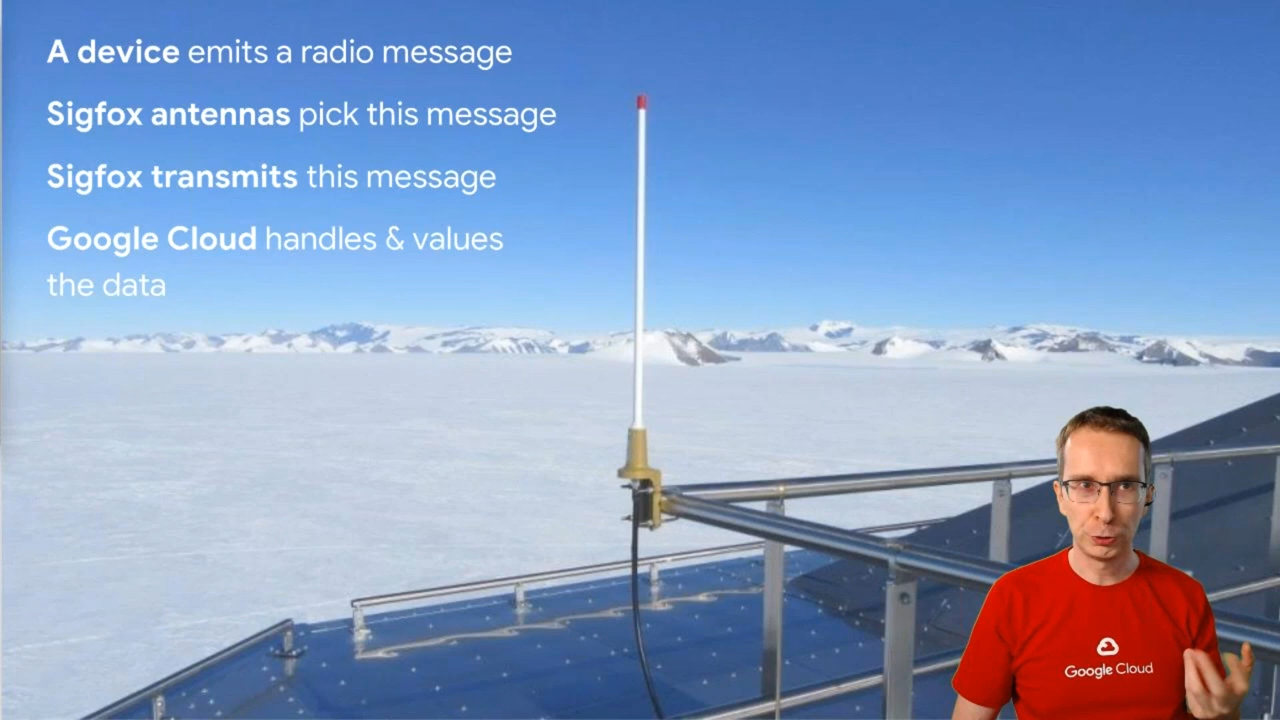 A device emits a radio message
Sigfox antennas pick this message
Sigfox transmits this message
Google Cloud handles & values
the data
Google Cloud